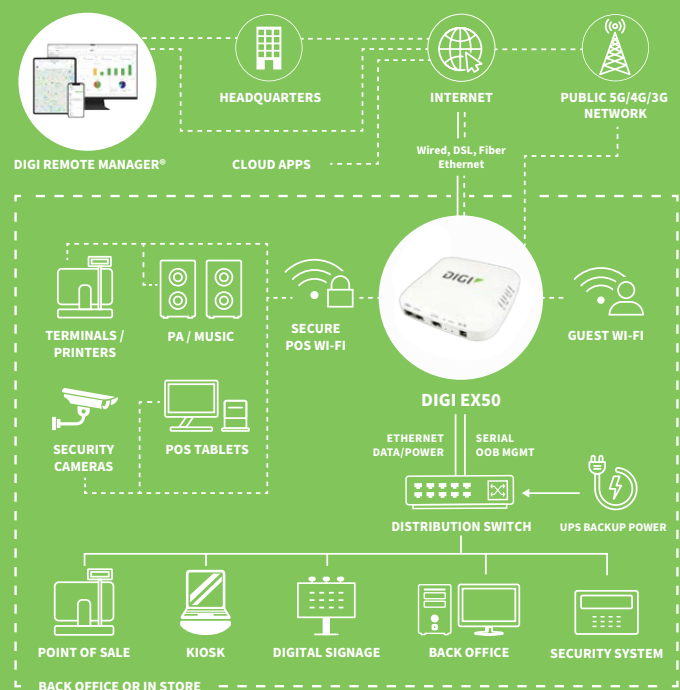 HEADQUARTERS
INTERNET
PUBLIC 5G/4G/3G
NETWORK
DIGI REMOTE MANAGER®
CLOUD APPS
Wired, DSL, Fiber
Ethernet
DIGI
TERMINALS /
PRINTERS
PA / MUSIC
SECURE
POS WI-FI
GUEST WI-FI
DIGI EX50
SECURITY
CAMERAS
POS TABLETS
ETHERNET
DATA/POWER
SERIAL
OOB MGMT
DISTRIBUTION SWITCH
UPS BACKUP POWER
POINT OF SALE
KIOSK
DIGITAL SIGNAGE
BACK OFFICE
SECURITY SYSTEM
BACK OFFICE OR IN STORE